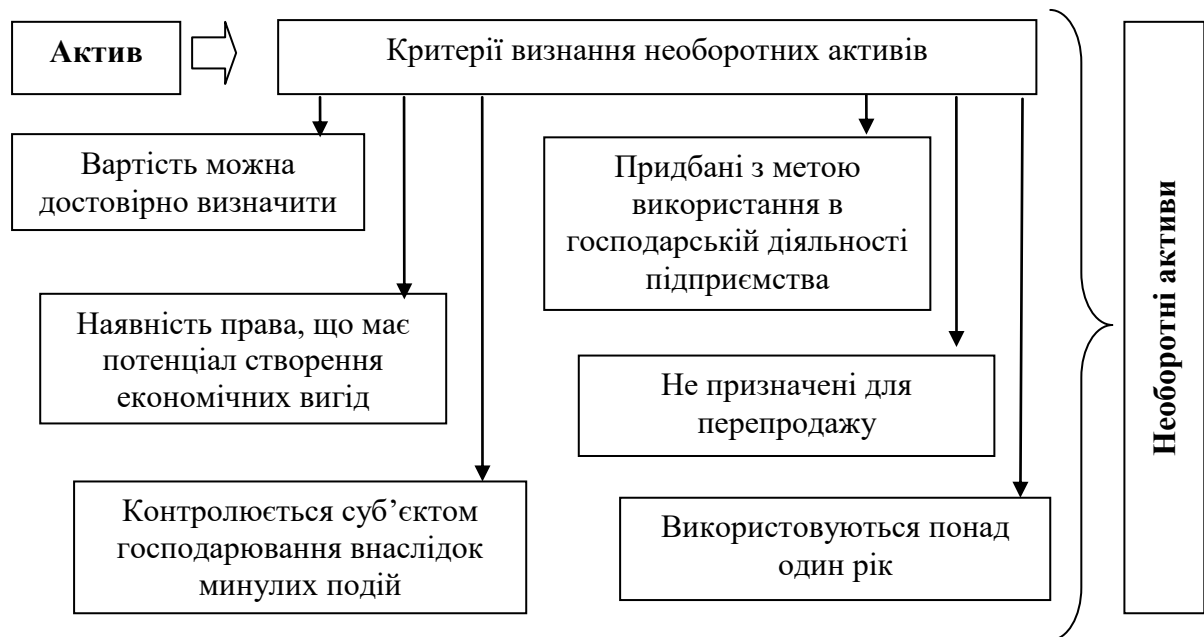 Актив
Критерії визнання необоротних активів
Вартість можна
достовірно визначити
Наявність права, що має
потенціал створення
економічних вигід
Контролюється суб’єктом
господарювання внаслідок
минулих подій
Придбані з метою
використання в
господарській діяльності
підприємства
Не призначені для
перепродажу
Використовуються понад
один рік
Необоротні активи